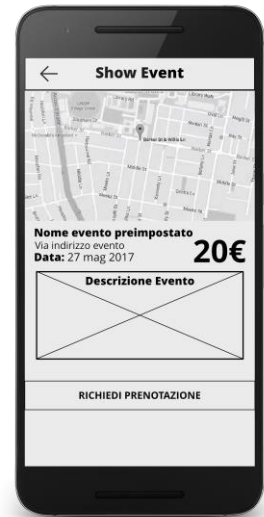 Show Event
Nome evento preimpostato
Via indirizzo evento
20€
Data: 27 mag 2017
Descrizione Evento
RICHIEDI PRENOTAZIONE